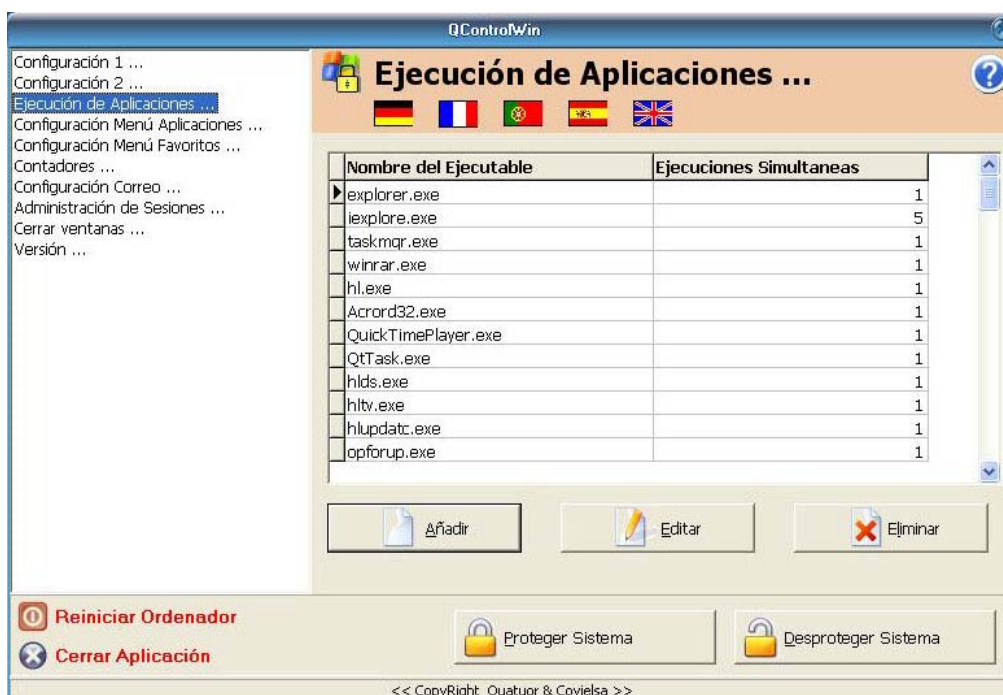 QControlWin
Configuración 1 ...
Configuración 2 ...
Ejecución de Aplicaciones ...
Configuración Menú Aplicaciones ...
Configuración Menú Favoritos ...
Contadores ...
Configuración Correo ...
Administración de Sesiones ...
Cerrar ventanas ...
Versión ...
Ejecución de Aplicaciones ...
Nombre del Ejecutable Ejecuciones Simultaneas
explorer.exe 1
iexplore.exe 5
taskmqr.exe 1
winrar.exe 1
hl.exe 1
Acrord32.exe 1
QuickTimePlayer.exe 1
QtTask.exe 1
hlds.exe 1
hltv.exe 1
hlupdatc.exe 1
opforup.exe 1
Añadir Editar Eliminar
Reiniciar Ordenador
Cerrar Aplicación
Proteger Sistema Desproteger Sistema
<< CopyRight Quatuor & Covielsa >>